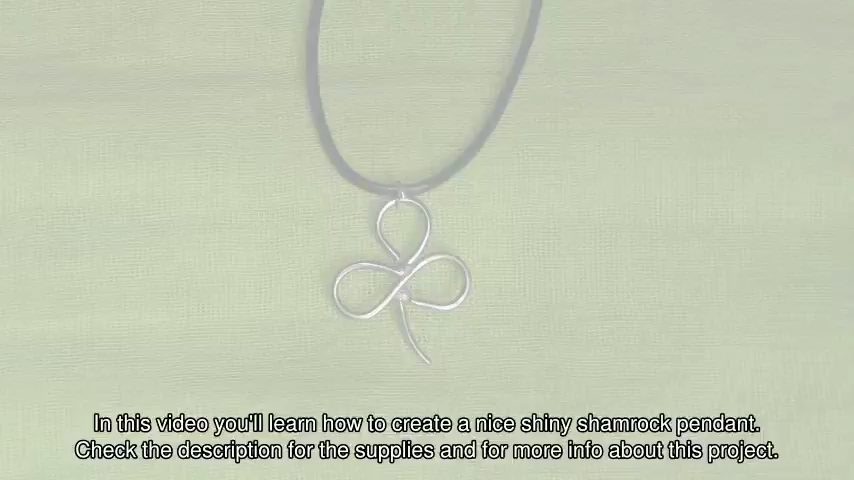 In this video you'll learn how to create a nice shiny shamrock pendant.
Check the description for the supplies and for more info about this project.